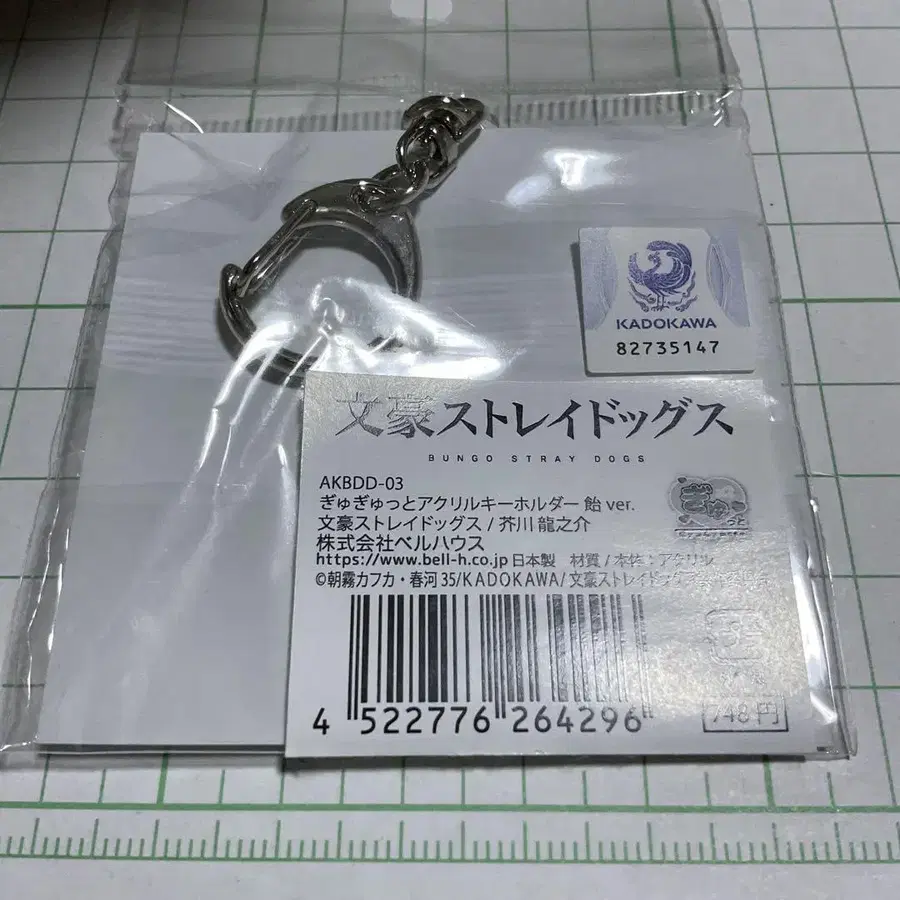 KADOKAWA
82735147
文豪ストレイドッグス
BUNGO STRAY DOGS
AKBDD-03
ぎゅぎゅっとアクリルキーホルダー 飴 ver.
文豪ストレイドッグス / 芥川 龍之介
ぎゅ
っと
株式会社ベルハウス
https://www.bell-h.co.jp 日本製 材質 / 本体:アクリル
©朝霧カフカ・春河35/KADOKAWA/文豪ストレイドッグス
4 522776 264296
748円